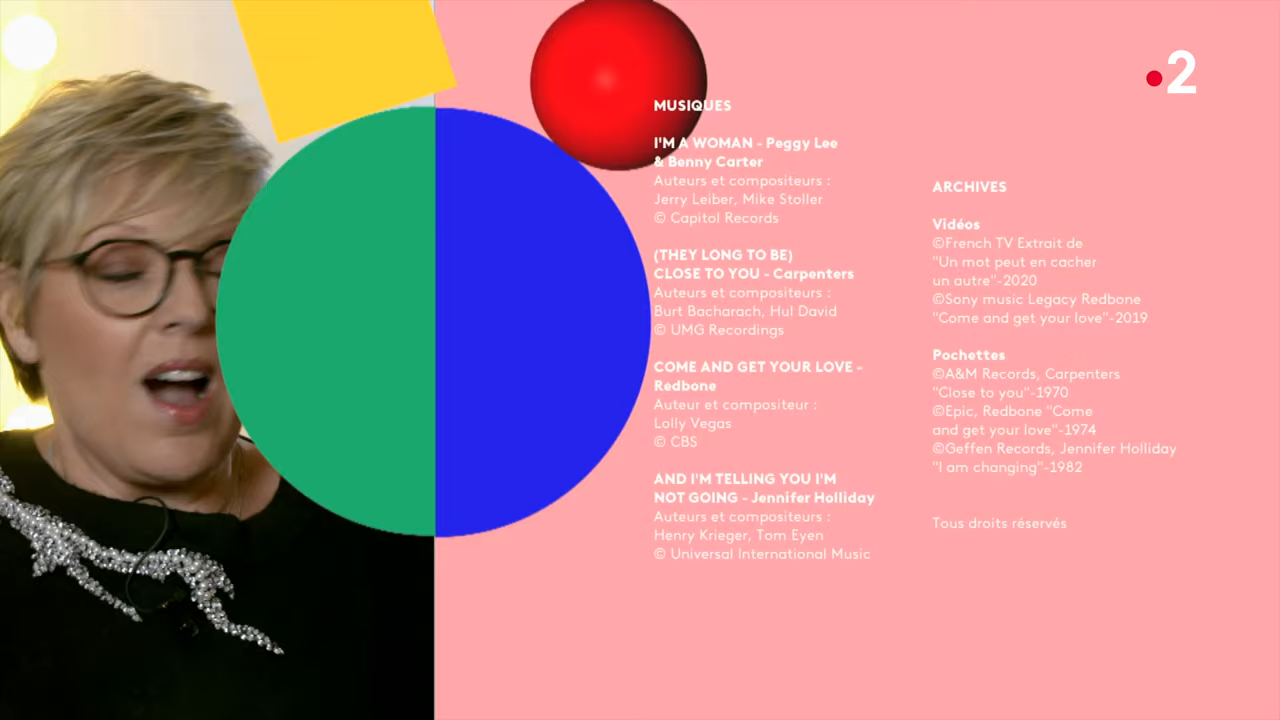 2
MUSIQUES
I'M A WOMAN - Peggy Lee
& Benny Carter
Auteurs et compositeurs :
Jerry Leiber, Mike Stoller
© Capitol Records
(THEY LONG TO BE)
CLOSE TO YOU - Carpenters
Auteurs et compositeurs :
Burt Bacharach, Hul David
© UMG Recordings
COME AND GET YOUR LOVE -
Redbone
Auteur et compositeur :
Lolly Vegas
© CBS
AND I'M TELLING YOU I'M
NOT GOING - Jennifer Holliday
Auteurs et compositeurs :
Henry Krieger, Tom Eyen
© Universal International Music
ARCHIVES
Vidéos
©French TV Extrait de
"Un mot peut en cacher
un autre"-2020
©Sony music Legacy Redbone
"Come and get your love"-2019
Pochettes
©A&M Records, Carpenters
"Close to you"-1970
©Epic, Redbone "Come
and get your love"-1974
©Geffen Records, Jennifer Holliday
"I am changing"-1982
Tous droits réservés